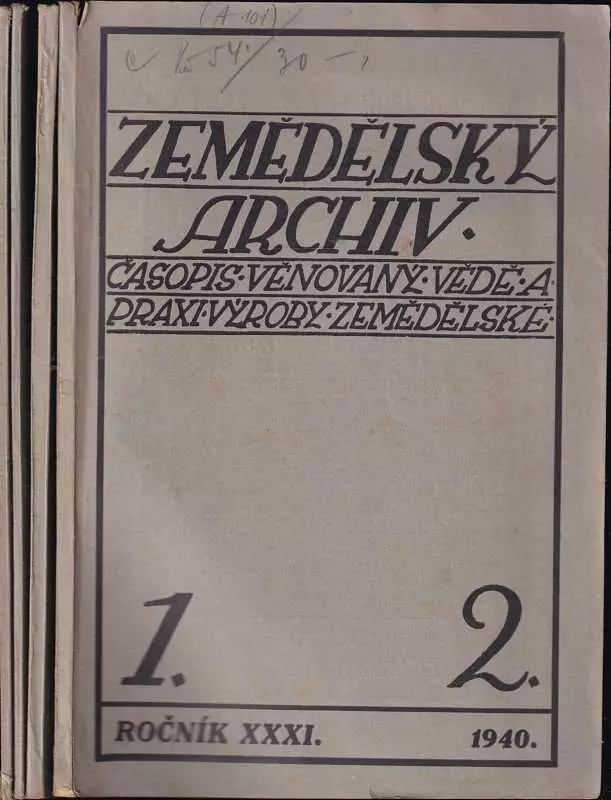 (A 101)
ZEMĚDĚLSKÝ
ARCHIV·
ČASOPIS·VĚNOVANÝ·VĚDĚ·A·
PRAXI·VÝROBY·ZEMĚDĚLSKÉ·
1. 2.
ROČNÍK XXXI. 1940.